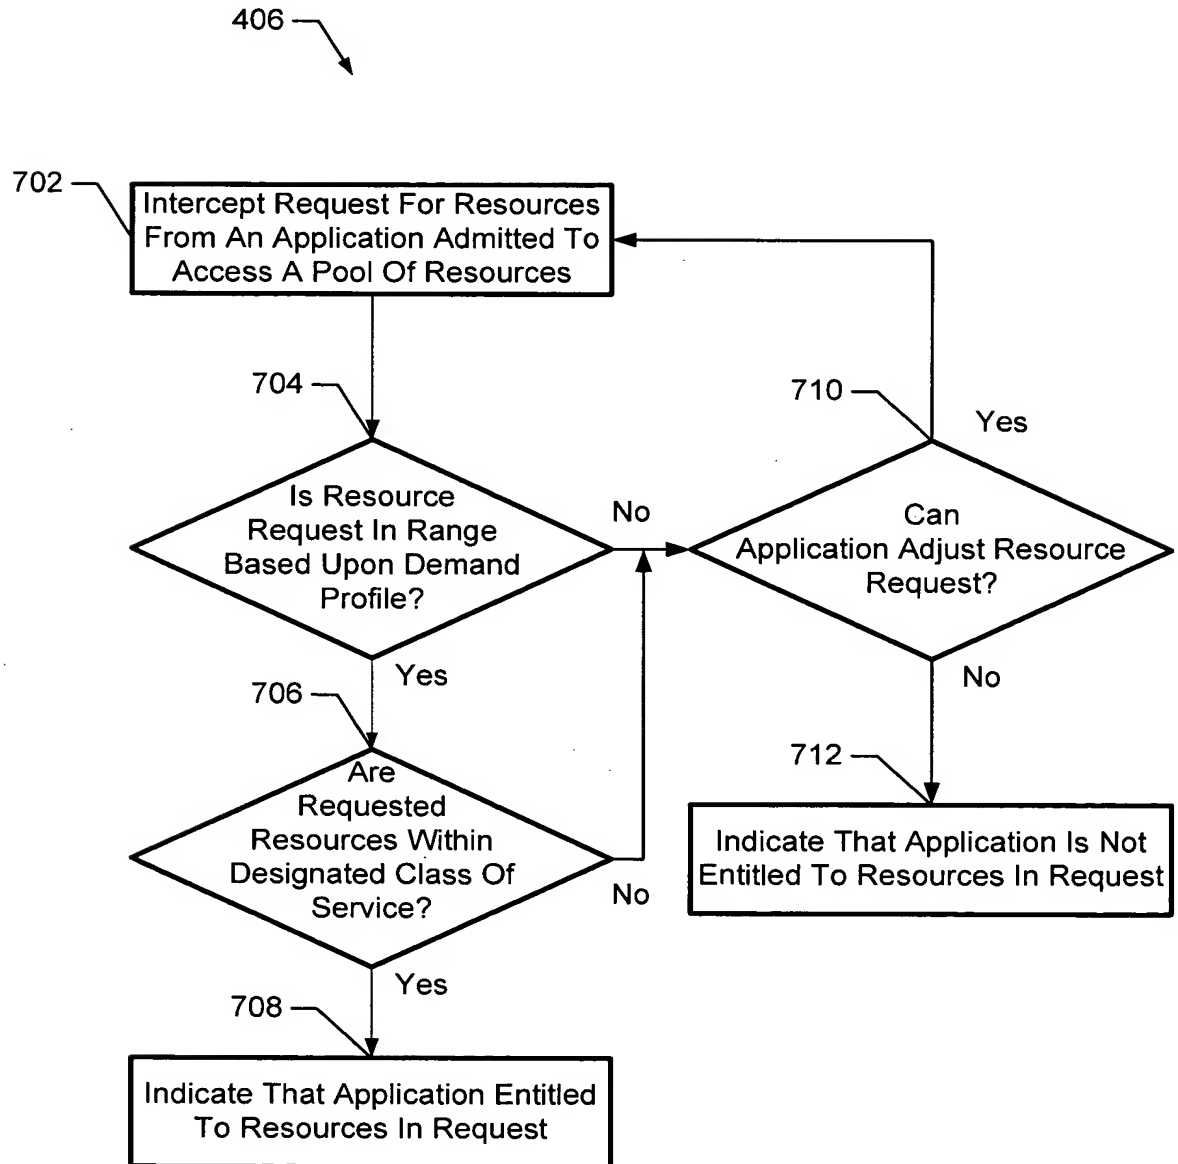 406
702
Intercept Request For Resources
From An Application Admitted To
Access A Pool Of Resources
704
Is Resource
Request In Range
Based Upon Demand
Profile?
No
Yes
710
Yes
Can
Application Adjust Resource
Request?
No
706
Are
Requested
Resources Within
Designated Class Of
Service?
No
Yes
712
Indicate That Application Is Not
Entitled To Resources In Request
708
Indicate That Application Entitled
To Resources In Request